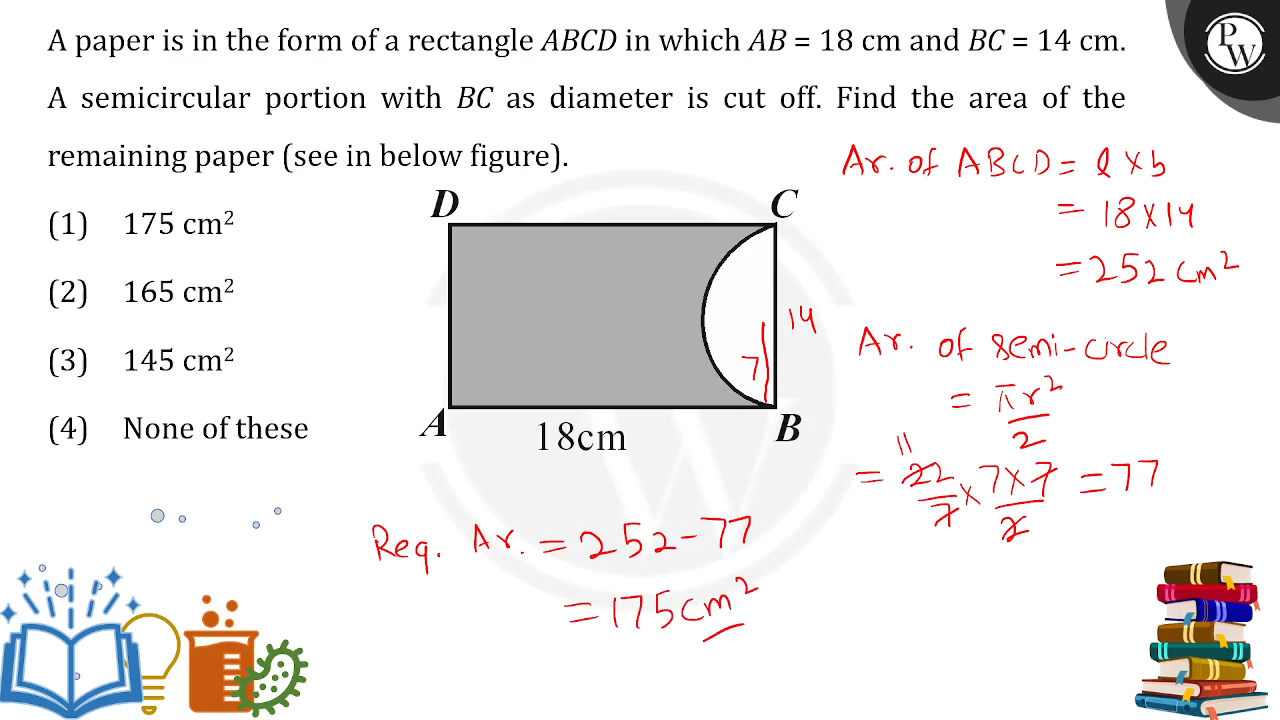 A paper is in the form of a rectangle ABCD in which AB = 18 cm and BC = 14 cm.
A semicircular portion with BC as diameter is cut off. Find the area of the
remaining paper (see in below figure).
(1) 175 cm²
(2) 165 cm²
(3) 145 cm²
(4) None of these
D
C
A
B
18cm
14
7
Ar. of ABCD = l × b
= 18 × 14
= 252 cm²
Ar. of semi-circle
= πr²/2
= 22/7 × 7×7/2 = 77
11
Req. Ar. = 252 - 77
= 175 cm²
PW